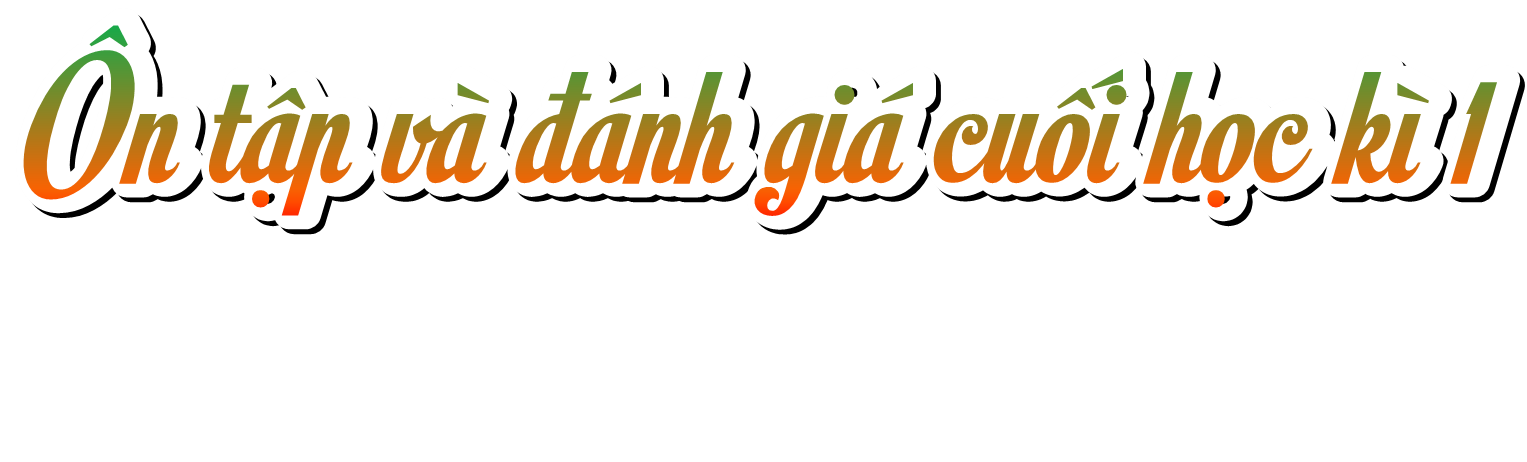 Ôn tập và đánh giá cuối học kì 1